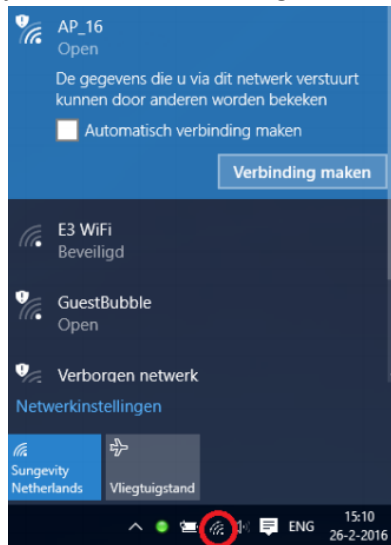 AP_16
Open
De gegevens die u via dit netwerk verstuurt
kunnen door anderen worden bekeken
Automatisch verbinding maken
Verbinding maken
E3 WiFi
Beveiligd
GuestBubble
Open
Verborgen netwerk
Netwerkinstellingen
Sungevity
Netherlands
Vliegtuigstand
ENG
15:10
26-2-2016